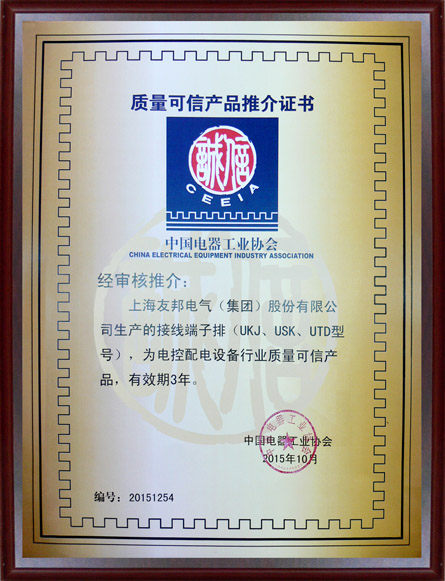 质量可信产品推介证书
誠信
CEEIA
中国电器工业协会
CHINA ELECTRICAL EQUIPMENT INDUSTRY ASSOCIATION
经审核推介：
上海友邦电气（集团）股份有限公
司生产的接线端子排（UKJ、USK、UTD型
号），为电控配电设备行业质量可信产
品，有效期3年。
中国电器工业协会
2015年10月
编号：20151254